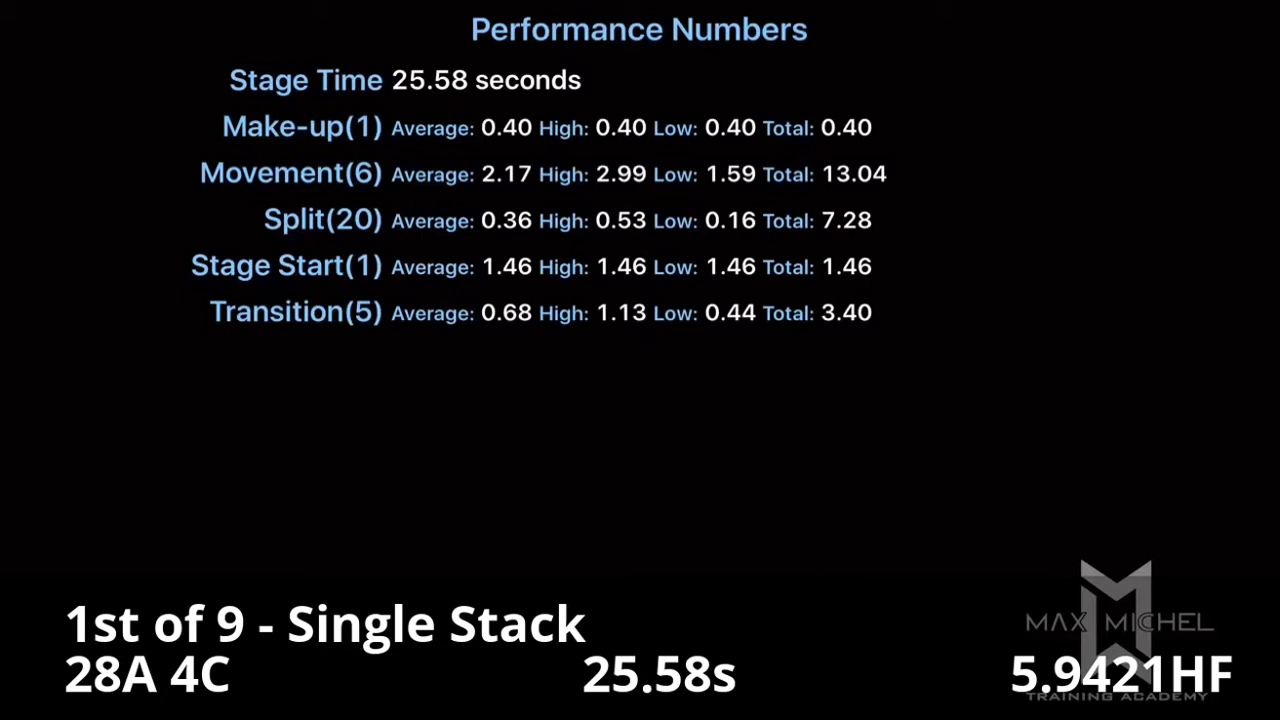 Performance Numbers
Stage Time 25.58 seconds
Make-up(1) Average: 0.40 High: 0.40 Low: 0.40 Total: 0.40
Movement(6) Average: 2.17 High: 2.99 Low: 1.59 Total: 13.04
Split(20) Average: 0.36 High: 0.53 Low: 0.16 Total: 7.28
Stage Start(1) Average: 1.46 High: 1.46 Low: 1.46 Total: 1.46
Transition(5) Average: 0.68 High: 1.13 Low: 0.44 Total: 3.40
1st of 9 - Single Stack
MAX MICHEL
28A 4C 25.58s 5.9421HF
TRAINING ACADEMY